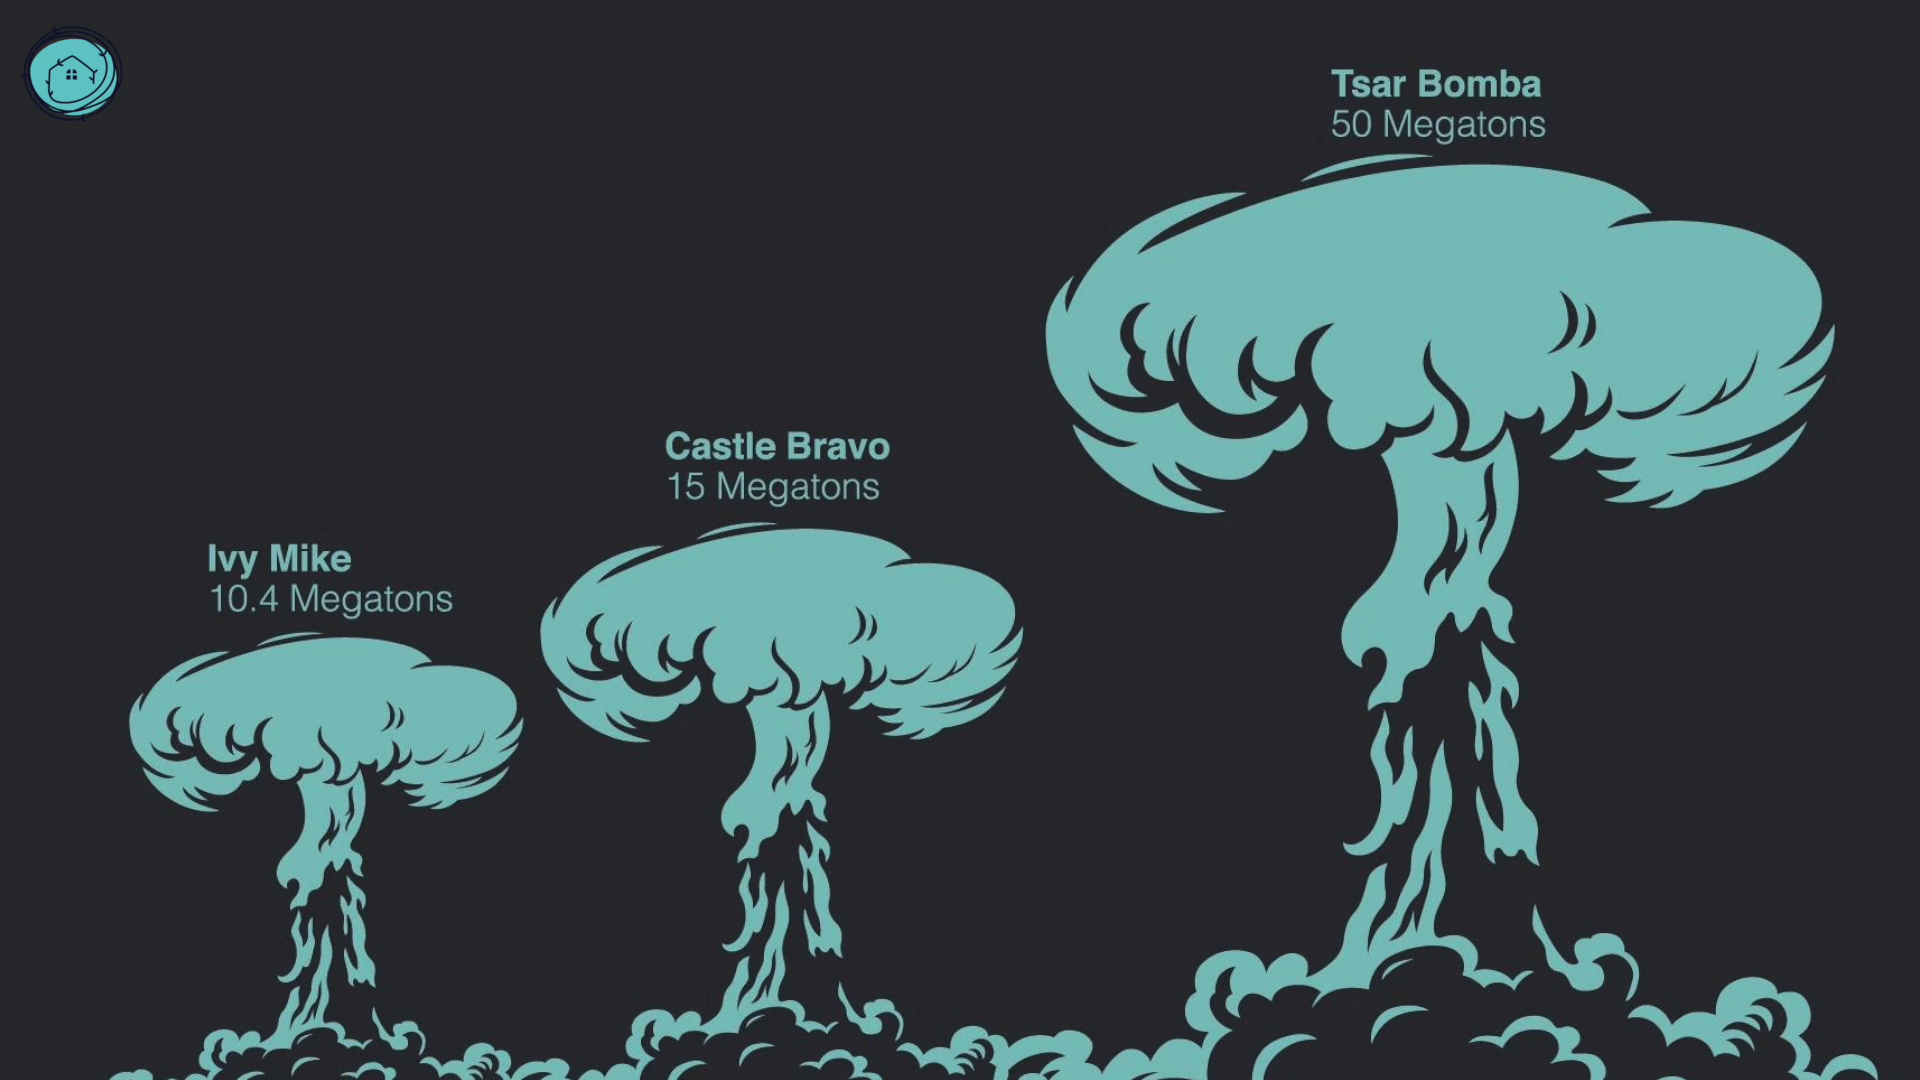 Tsar Bomba
50 Megatons
Castle Bravo
15 Megatons
Ivy Mike
10.4 Megatons